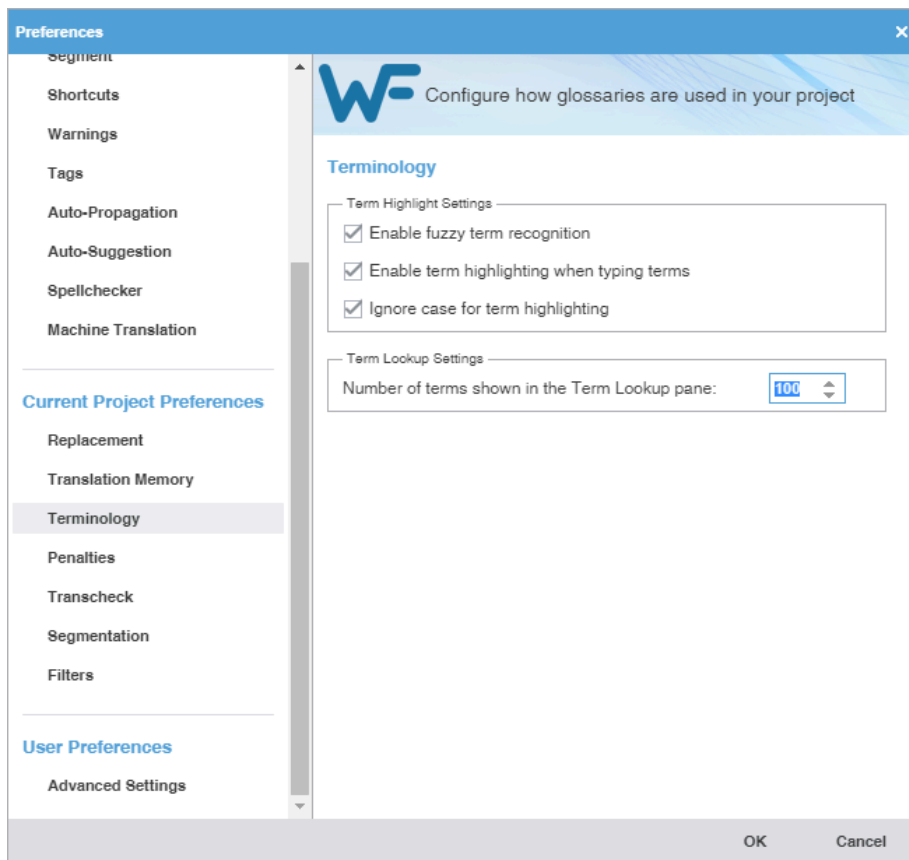 Preferences
Segment
Shortcuts
Warnings
Tags
Auto-Propagation
Auto-Suggestion
Spellchecker
Machine Translation
Current Project Preferences
Replacement
Translation Memory
Terminology
Penalties
Transcheck
Segmentation
Filters
User Preferences
Advanced Settings
WF Configure how glossaries are used in your project
Terminology
Term Highlight Settings
Enable fuzzy term recognition
Enable term highlighting when typing terms
Ignore case for term highlighting
Term Lookup Settings
Number of terms shown in the Term Lookup pane: 100
OK Cancel